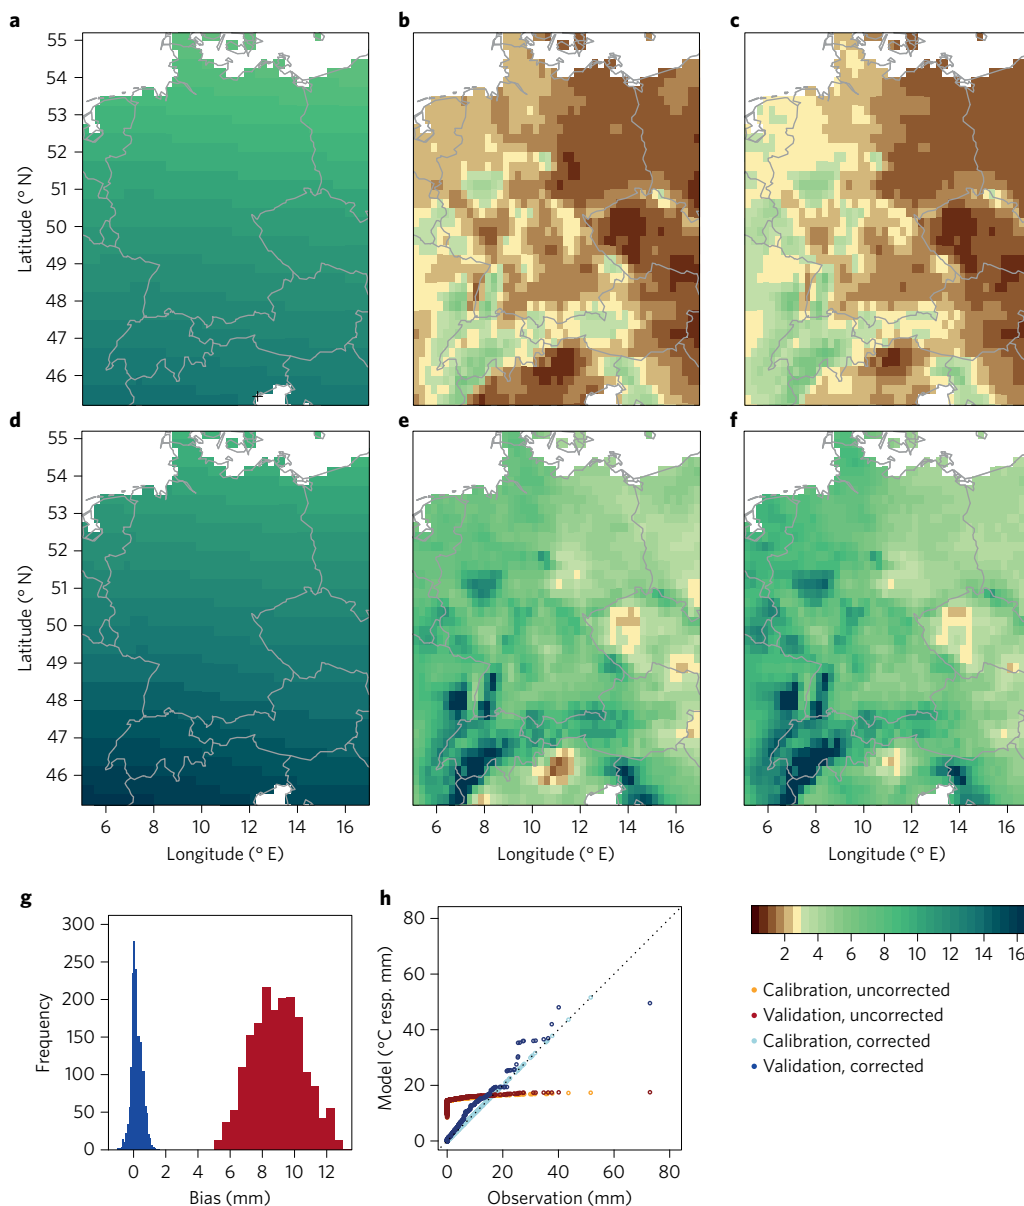 a
b
c
55
54
53
52
51
50
49
48
47
46
Latitude (° N)
d
e
f
55
54
53
52
51
50
49
48
47
46
Latitude (° N)
6 8 10 12 14 16
6 8 10 12 14 16
6 8 10 12 14 16
Longitude (° E)
Longitude (° E)
Longitude (° E)
g
300
250
200
150
100
50
0
Frequency
0 2 4 6 8 10 12
Bias (mm)
h
80
60
40
20
0
Model (°C resp. mm)
0 20 40 60 80
Observation (mm)
2 4 6 8 10 12 14 16
Calibration, uncorrected
Validation, uncorrected
Calibration, corrected
Validation, corrected